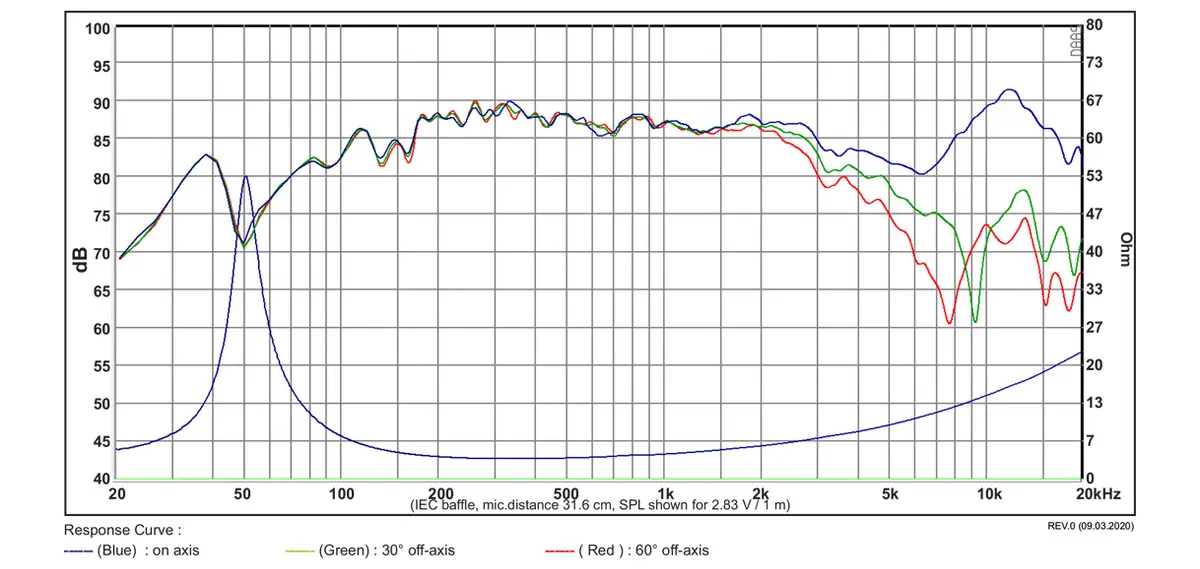 100 80
95 73
90 67
85 60
80 53
75 47
70 40
65 33
60 27
55 20
50 13
45 7
40 0
dB
Ohm
DAAS
20 50 100 200 500 1k 2k 5k 10k 20kHz
(IEC baffle, mic.distance 31.6 cm, SPL shown for 2.83 V / 1 m)
REV.0 (09.03.2020)
Response Curve :
(Blue) : on axis (Green) : 30° off-axis ( Red ) : 60° off-axis